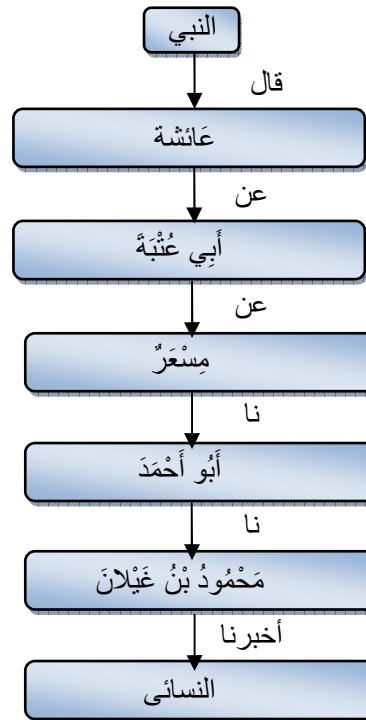 النبي
قال
عَائشة
عن
أَبِي عُتْبَةَ
عن
مِسْعَرٌ
نا
أَبُو أَحْمَدَ
نا
مَحْمُودُ بْنُ غَيْلانَ
أخبرنا
النسائى